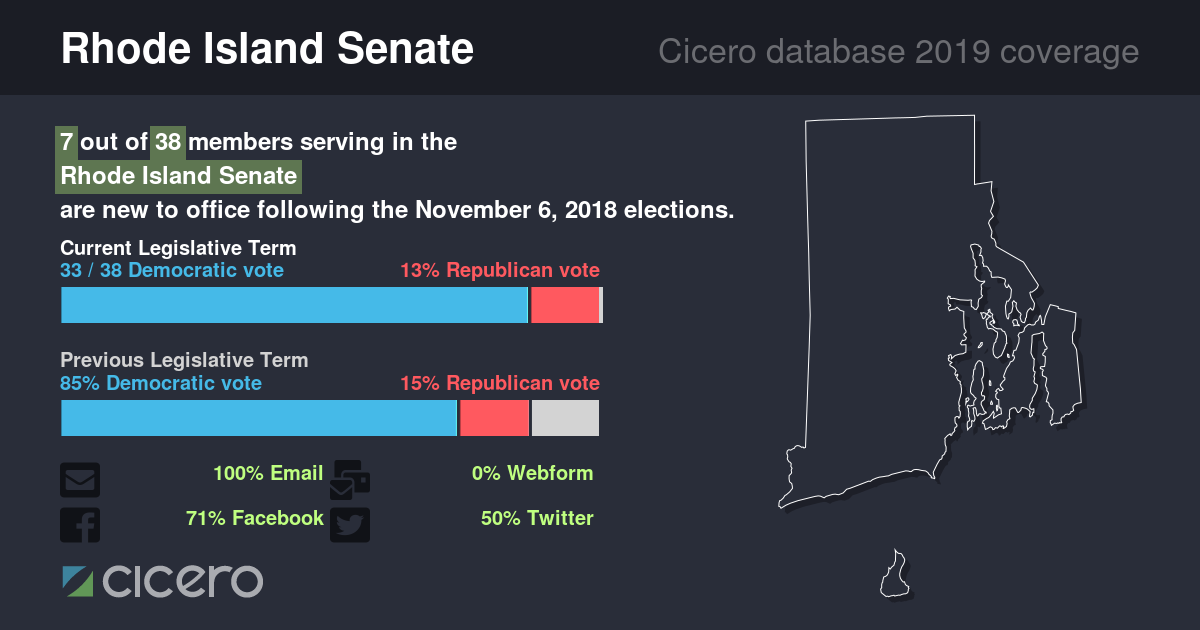 Rhode Island Senate
Cicero database 2019 coverage
7 out of 38 members serving in the
Rhode Island Senate
are new to office following the November 6, 2018 elections.
Current Legislative Term
33 / 38 Democratic vote 13% Republican vote
Previous Legislative Term
85% Democratic vote 15% Republican vote
100% Email 0% Webform
71% Facebook 50% Twitter
cicero